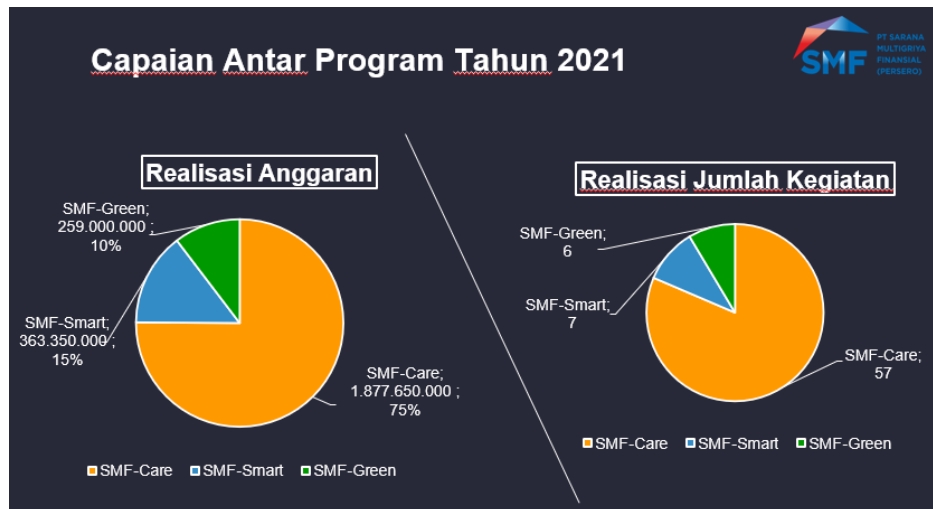 Capaian Antar Program Tahun 2021
SMF
PT SARANA
MULTIGRIYA
FINANSIAL
(PERSERO)
Realisasi Anggaran
SMF-Green;
259.000.000 ;
10%
SMF-Smart;
363.350.000 ;
15%
SMF-Care;
1.877.650.000 ;
75%
SMF-Care SMF-Smart SMF-Green
Realisasi Jumlah Kegiatan
SMF-Green;
6
SMF-Smart;
7
SMF-Care;
57
SMF-Care SMF-Smart SMF-Green